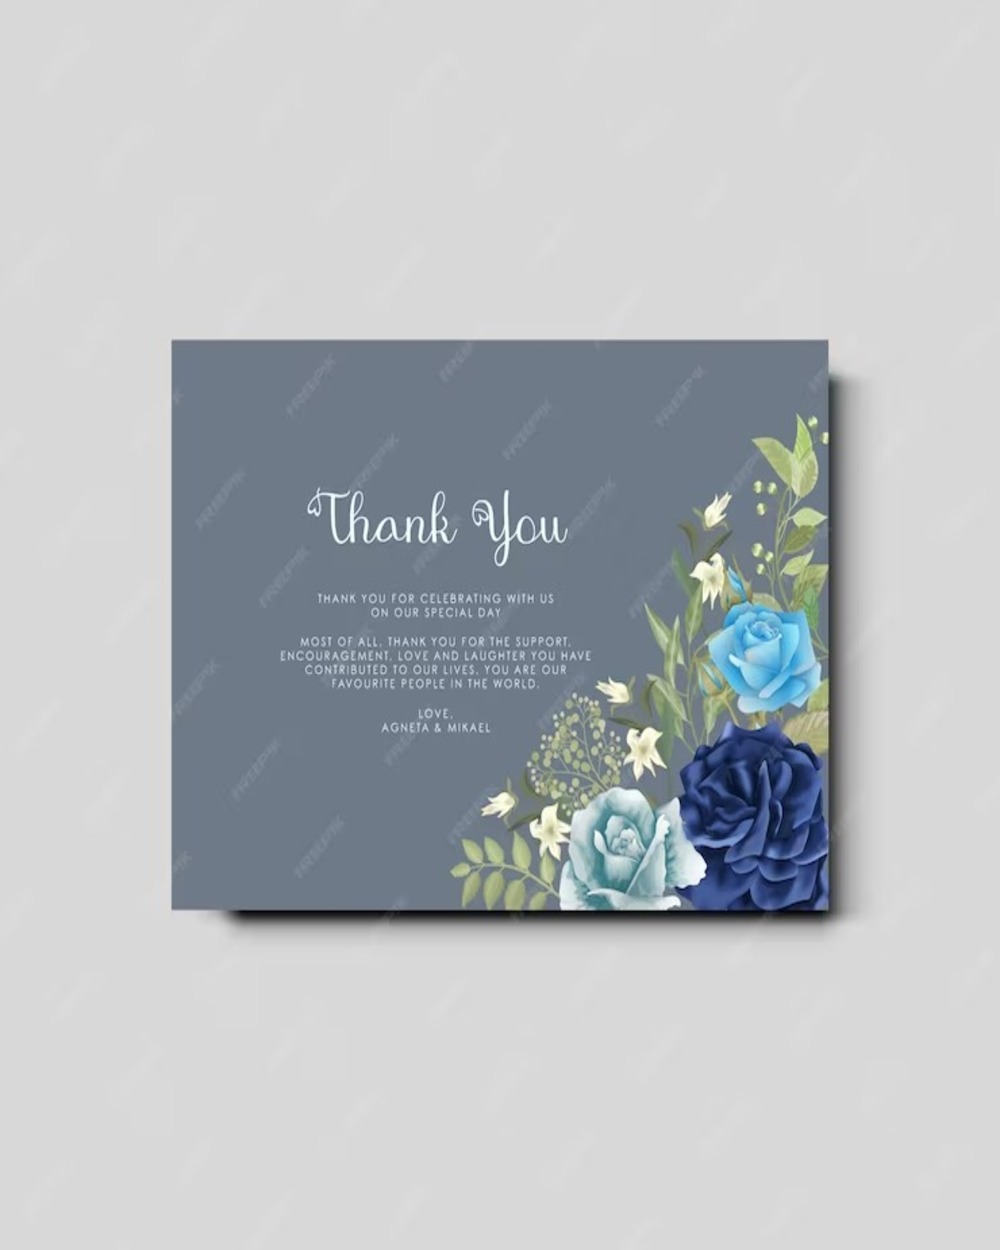 Thank You
THANK YOU FOR CELEBRATING WITH US
ON OUR SPECIAL DAY
MOST OF ALL, THANK YOU FOR THE SUPPORT,
ENCOURAGEMENT, LOVE AND LAUGHTER YOU HAVE
CONTRIBUTED TO OUR LIVES. YOU ARE OUR
FAVOURITE PEOPLE IN THE WORLD.
LOVE,
AGNETA & MIKAEL
FREEPIK